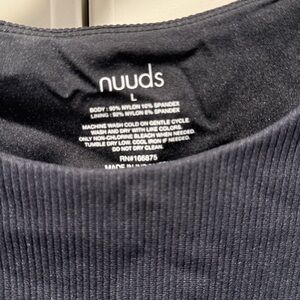 nuuds
L
BODY : 90% NYLON 10% SPANDEX
LINING : 92% NYLON 8% SPANDEX
MACHINE WASH COLD ON GENTLE CYCLE.
WASH AND DRY WITH LIKE COLORS.
ONLY NON-CHLORINE BLEACH WHEN NEEDED.
TUMBLE DRY LOW. COOL IRON IF NEEDED.
DO NOT DRY CLEAN.
RN#166875
MADE IN